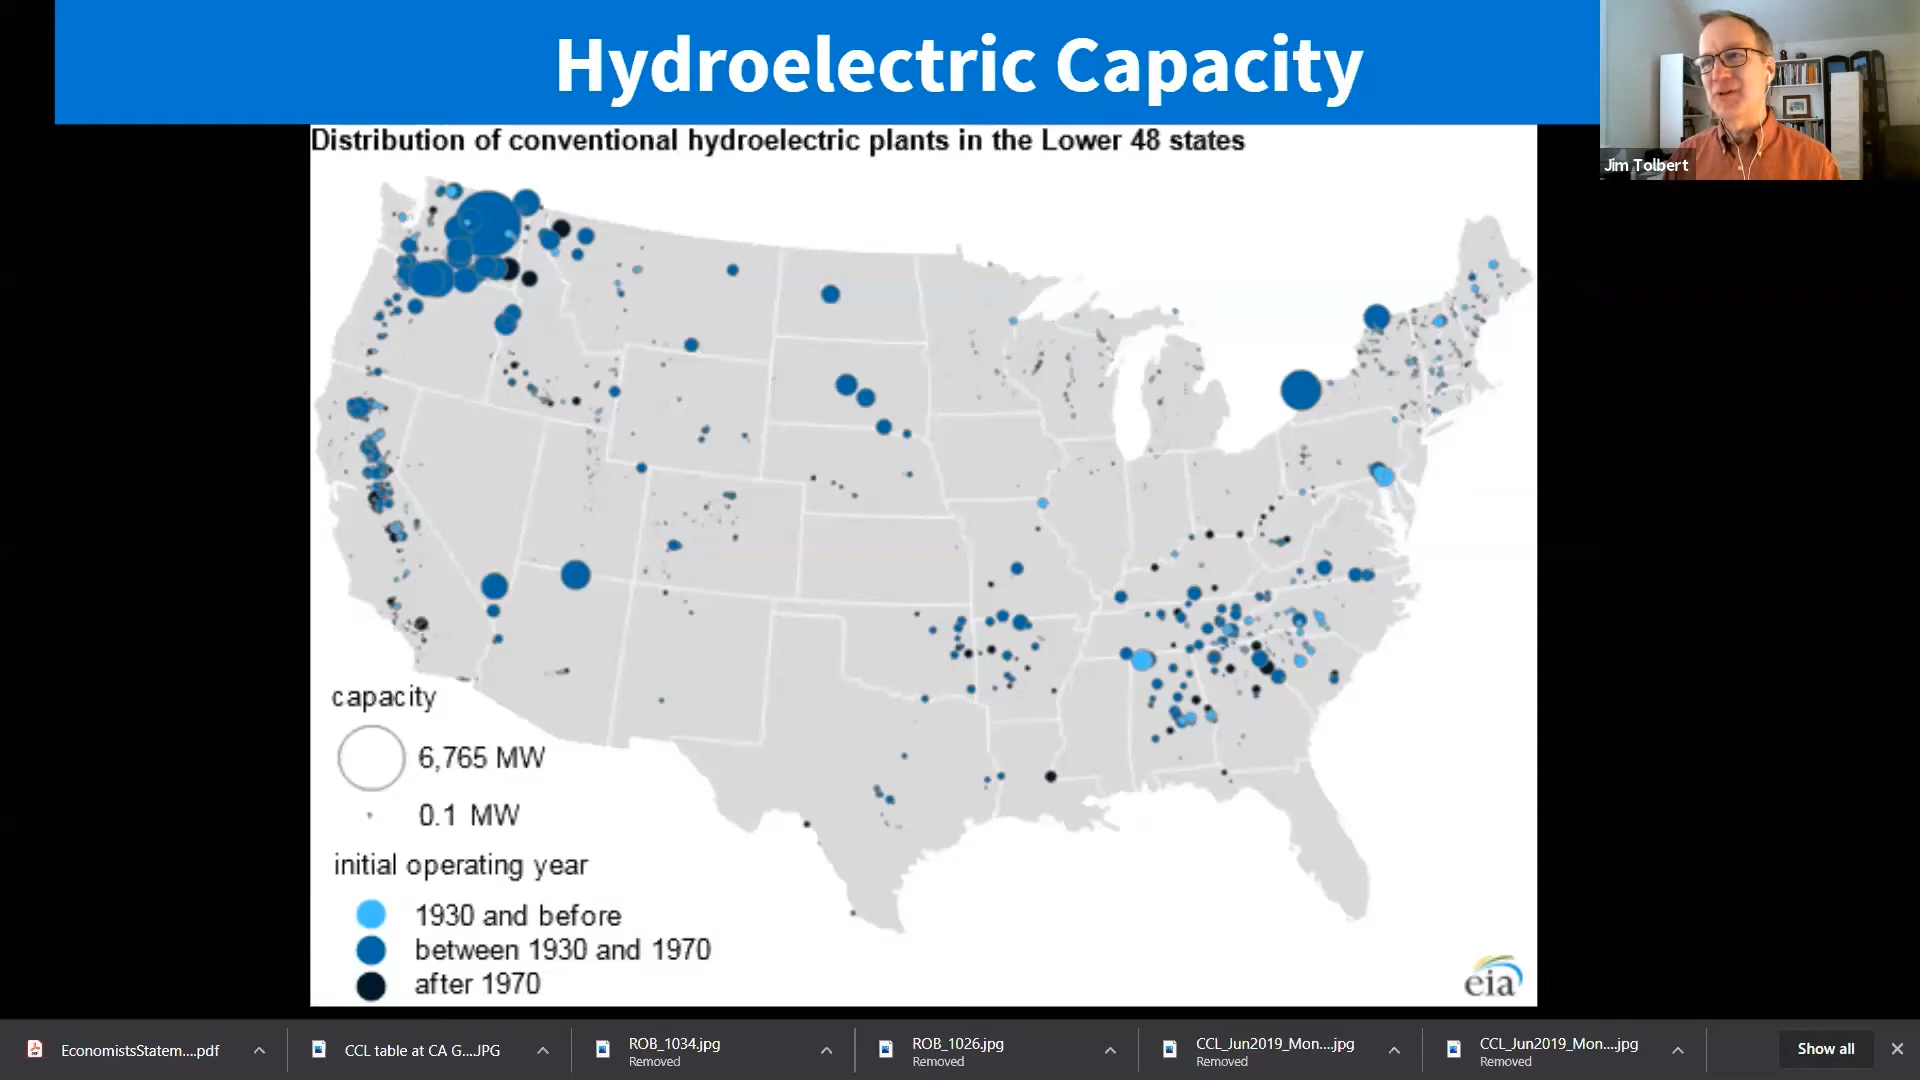 Hydroelectric Capacity
Jim Tolbert
Distribution of conventional hydroelectric plants in the Lower 48 states
capacity
6,765 MW
0.1 MW
initial operating year
1930 and before
between 1930 and 1970
after 1970
eia
EconomistsStatem....pdf
CCL table at CA G...JPG
ROB_1034.jpg
Removed
ROB_1026.jpg
Removed
CCL_Jun2019_Mon....jpg
Removed
CCL_Jun2019_Mon....jpg
Removed
Show all